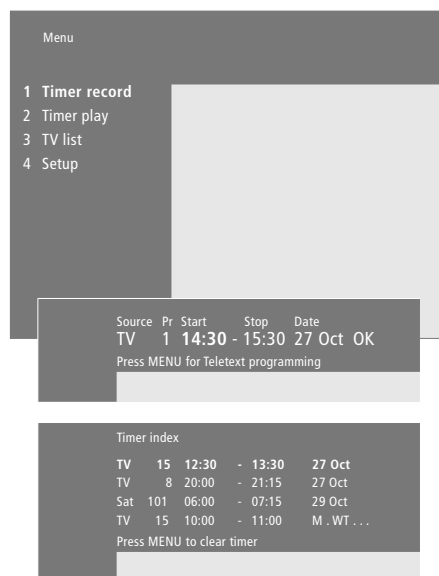 Menu
1 Timer record
2 Timer play
3 TV list
4 Setup
Source Pr Start Stop Date
TV 1 14:30 - 15:30 27 Oct OK
Press MENU for Teletext programming
Timer index
TV 15 12:30 - 13:30 27 Oct
TV 8 20:00 - 21:15 27 Oct
Sat 101 06:00 - 07:15 29 Oct
TV 15 10:00 - 11:00 M . WT . . .
Press MENU to clear timer